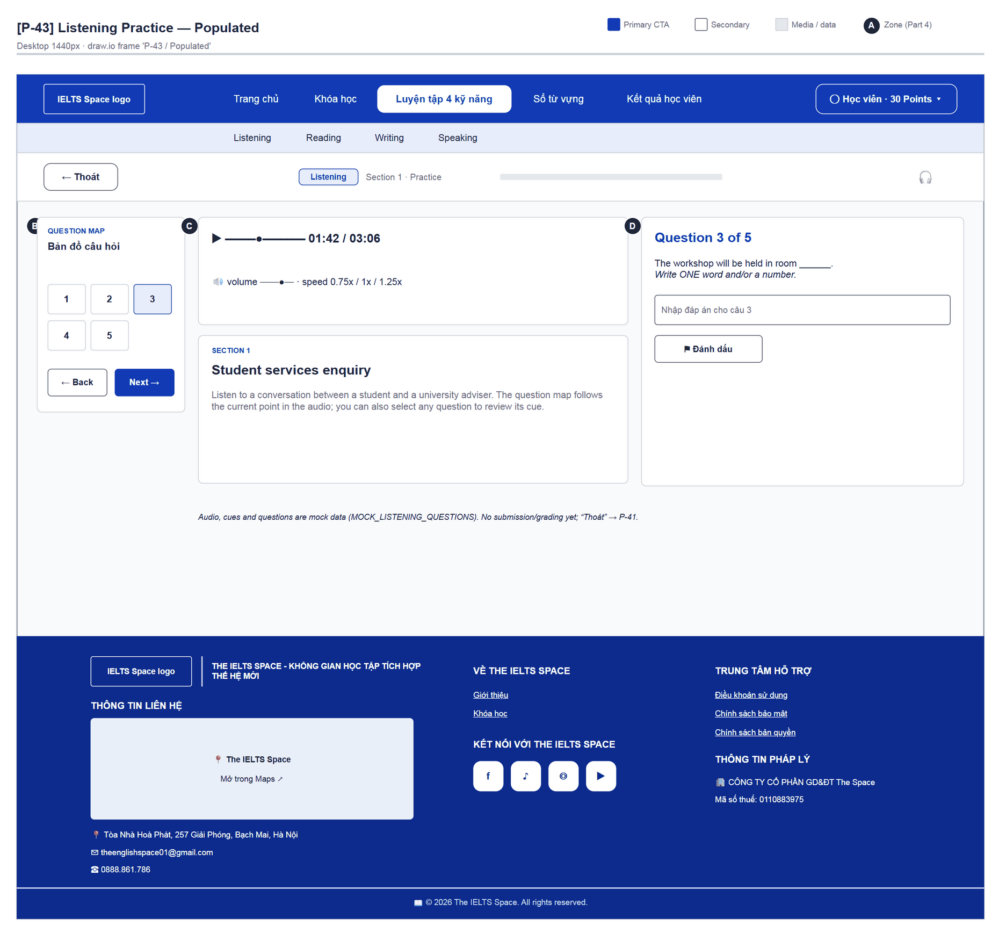 [P-43] Listening Practice — Populated
Desktop 1440px · draw.io frame 'P-43 / Populated'
Primary CTA
Secondary
Media / data
A Zone (Part 4)
IELTS Space logo
Trang chủ
Khóa học
Luyện tập 4 kỹ năng
Sổ từ vựng
Kết quả học viên
Học viên · 30 Points ▾
Listening
Reading
Writing
Speaking
← Thoát
Listening
Section 1 · Practice
B
QUESTION MAP
Bản đồ câu hỏi
1
2
3
4
5
← Back
Next →
C
▶ 01:42 / 03:06
volume · speed 0.75x / 1x / 1.25x
SECTION 1
Student services enquiry
Listen to a conversation between a student and a university adviser. The question map follows
the current point in the audio; you can also select any question to review its cue.
D
Question 3 of 5
The workshop will be held in room ______.
Write ONE word and/or a number.
Nhập đáp án cho câu 3
⚑ Đánh dấu
Audio, cues and questions are mock data (MOCK_LISTENING_QUESTIONS). No submission/grading yet; “Thoát” → P-41.
IELTS Space logo
THE IELTS SPACE - KHÔNG GIAN HỌC TẬP TÍCH HỢP
THẾ HỆ MỚI
THÔNG TIN LIÊN HỆ
The IELTS Space
Mở trong Maps ↗
Tòa Nhà Hoà Phát, 257 Giải Phóng, Bạch Mai, Hà Nội
theenglishspace01@gmail.com
0888.861.786
VỀ THE IELTS SPACE
Giới thiệu
Khóa học
KẾT NỐI VỚI THE IELTS SPACE
f
TRUNG TÂM HỖ TRỢ
Điều khoản sử dụng
Chính sách bảo mật
Chính sách bản quyền
THÔNG TIN PHÁP LÝ
CÔNG TY CỔ PHẦN GD&ĐT The Space
Mã số thuế: 0110883975
© 2026 The IELTS Space. All rights reserved.